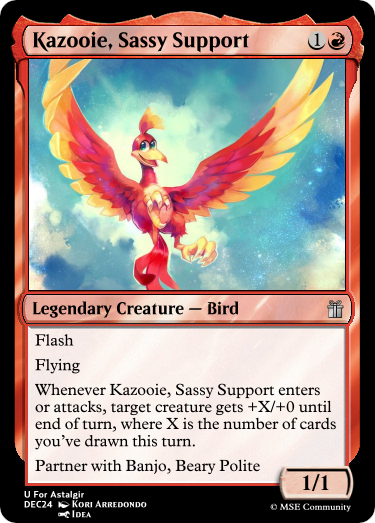 Kazooie, Sassy Support 1
Legendary Creature — Bird
Flash
Flying
Whenever Kazooie, Sassy Support enters
or attacks, target creature gets +X/+0 until
end of turn, where X is the number of cards
you've drawn this turn.
Partner with Banjo, Beary Polite
1/1
U For Astalgir
DEC24 Kori Arredondo
Idea
© MSE Community